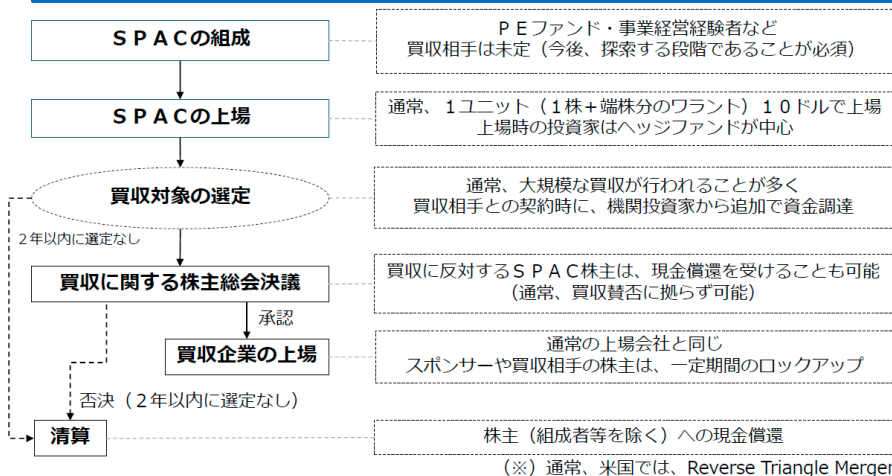 ＳＰＡＣの組成
ＰＥファンド・事業経営経験者など
買収相手は未定（今後、探索する段階であることが必須）
ＳＰＡＣの上場
通常、１ユニット（１株＋端株分のワラント）１０ドルで上場
上場時の投資家はヘッジファンドが中心
買収対象の選定
通常、大規模な買収が行われることが多く
買収相手との契約時に、機関投資家から追加で資金調達
２年以内に選定なし
買収に関する株主総会決議
買収に反対するＳＰＡＣ株主は、現金償還を受けることも可能
（通常、買収賛否に拠らず可能）
承認
買収企業の上場
通常の上場会社と同じ
スポンサーや買収相手の株主は、一定期間のロックアップ
否決（２年以内に選定なし）
清算
株主（組成者等を除く）への現金償還
（※）通常、米国では、Reverse Triangle Merger